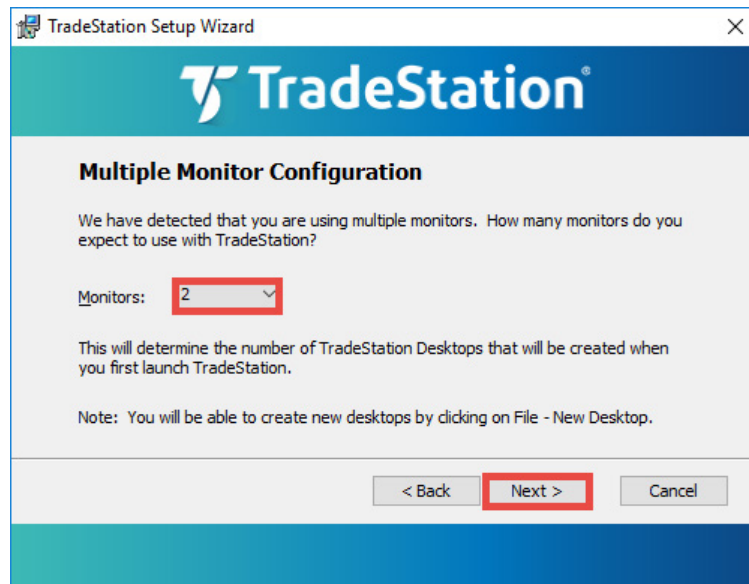 TradeStation Setup Wizard
TradeStation®
Multiple Monitor Configuration
We have detected that you are using multiple monitors. How many monitors do you
expect to use with TradeStation?
Monitors: 2
This will determine the number of TradeStation Desktops that will be created when
you first launch TradeStation.
Note: You will be able to create new desktops by clicking on File - New Desktop.
< Back Next > Cancel